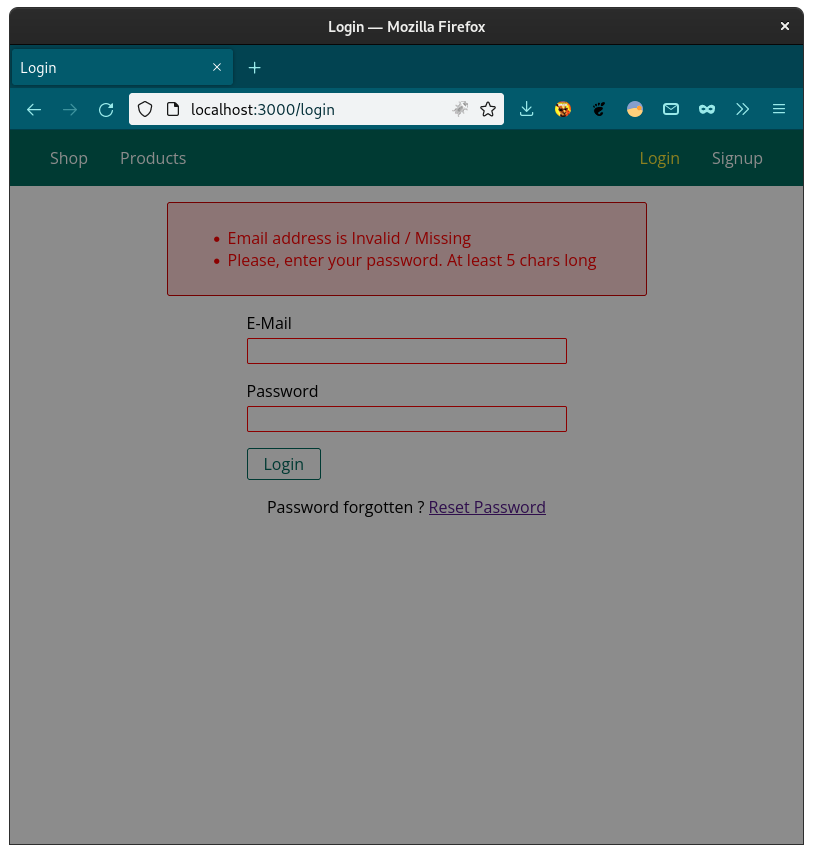 Login — Mozilla Firefox
Login
localhost:3000/login
Shop Products Login Signup
Email address is Invalid / Missing
Please, enter your password. At least 5 chars long
E-Mail
Password
Login
Password forgotten ? Reset Password